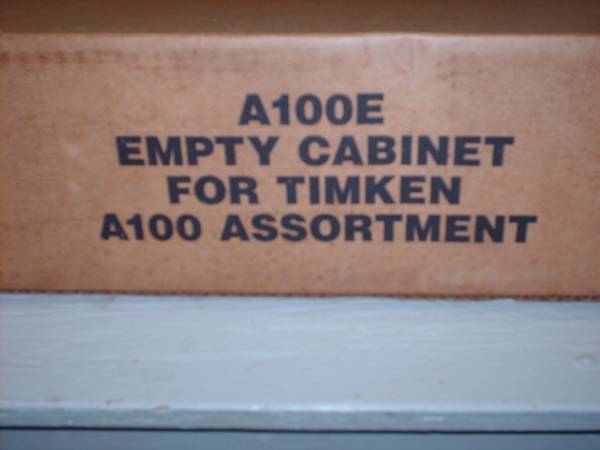 A100E
EMPTY CABINET
FOR TIMKEN
A100 ASSORTMENT